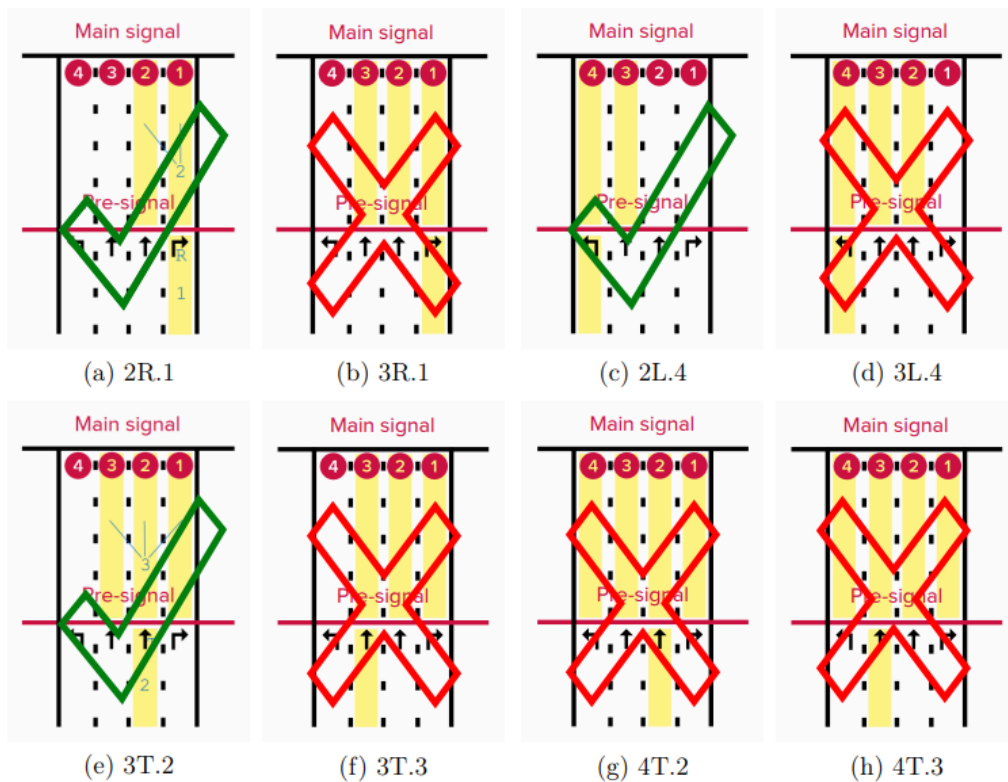 Main signal Main signal Main signal Main signal
4 3 2 1 4 3 2 1 4 3 2 1 4 3 2 1
2
Pre-signal Pre-signal Pre-signal Pre-signal
R
1
(a) 2R.1 (b) 3R.1 (c) 2L.4 (d) 3L.4
Main signal Main signal Main signal Main signal
4 3 2 1 4 3 2 1 4 3 2 1 4 3 2 1
3
Pre-signal Pre-signal Pre-signal Pre-signal
2
(e) 3T.2 (f) 3T.3 (g) 4T.2 (h) 4T.3